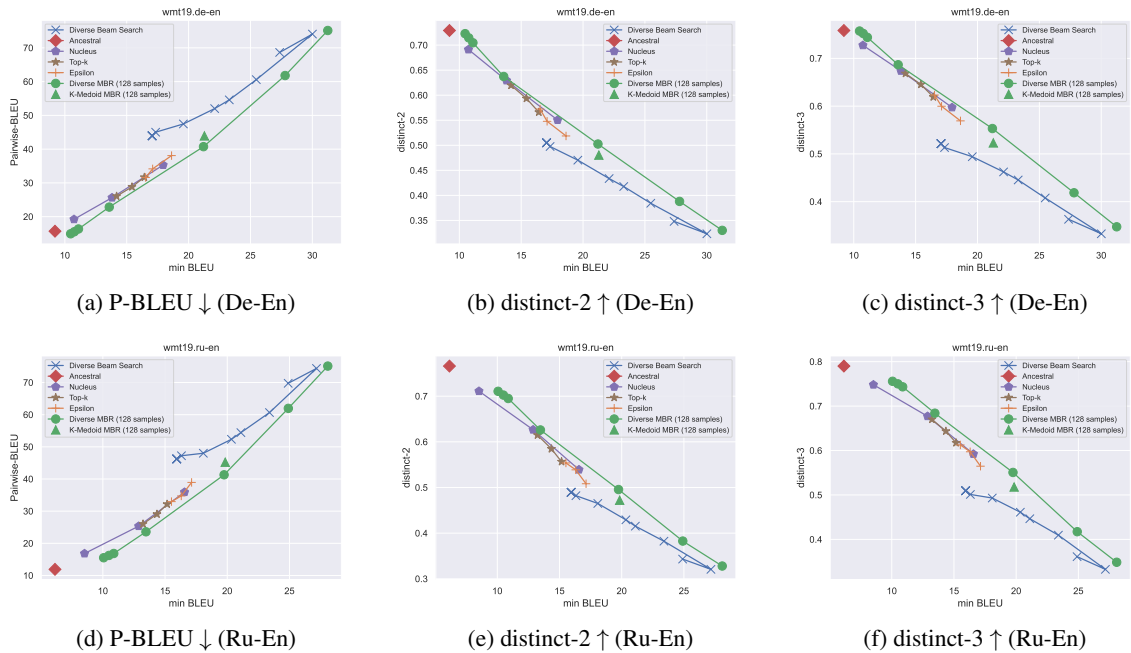 wmt19.de-en
Pairwise-BLEU
70
60
50
40
30
20
Diverse Beam Search
Ancestral
Nucleus
Top-k
Epsilon
Diverse MBR (128 samples)
K-Medoid MBR (128 samples)
10 15 20 25 30
min BLEU
(a) P-BLEU ↓ (De-En)
wmt19.de-en
distinct-2
0.70
0.65
0.60
0.55
0.50
0.45
0.40
0.35
Diverse Beam Search
Ancestral
Nucleus
Top-k
Epsilon
Diverse MBR (128 samples)
K-Medoid MBR (128 samples)
10 15 20 25 30
min BLEU
(b) distinct-2 ↑ (De-En)
wmt19.de-en
distinct-3
0.7
0.6
0.5
0.4
Diverse Beam Search
Ancestral
Nucleus
Top-k
Epsilon
Diverse MBR (128 samples)
K-Medoid MBR (128 samples)
10 15 20 25 30
min BLEU
(c) distinct-3 ↑ (De-En)
wmt19.ru-en
Pairwise-BLEU
80
70
60
50
40
30
20
10
Diverse Beam Search
Ancestral
Nucleus
Top-k
Epsilon
Diverse MBR (128 samples)
K-Medoid MBR (128 samples)
10 15 20 25
min BLEU
(d) P-BLEU ↓ (Ru-En)
wmt19.ru-en
distinct-2
0.7
0.6
0.5
0.4
0.3
Diverse Beam Search
Ancestral
Nucleus
Top-k
Epsilon
Diverse MBR (128 samples)
K-Medoid MBR (128 samples)
10 15 20 25
min BLEU
(e) distinct-2 ↑ (Ru-En)
wmt19.ru-en
distinct-3
0.8
0.7
0.6
0.5
0.4
Diverse Beam Search
Ancestral
Nucleus
Top-k
Epsilon
Diverse MBR (128 samples)
K-Medoid MBR (128 samples)
10 15 20 25
min BLEU
(f) distinct-3 ↑ (Ru-En)